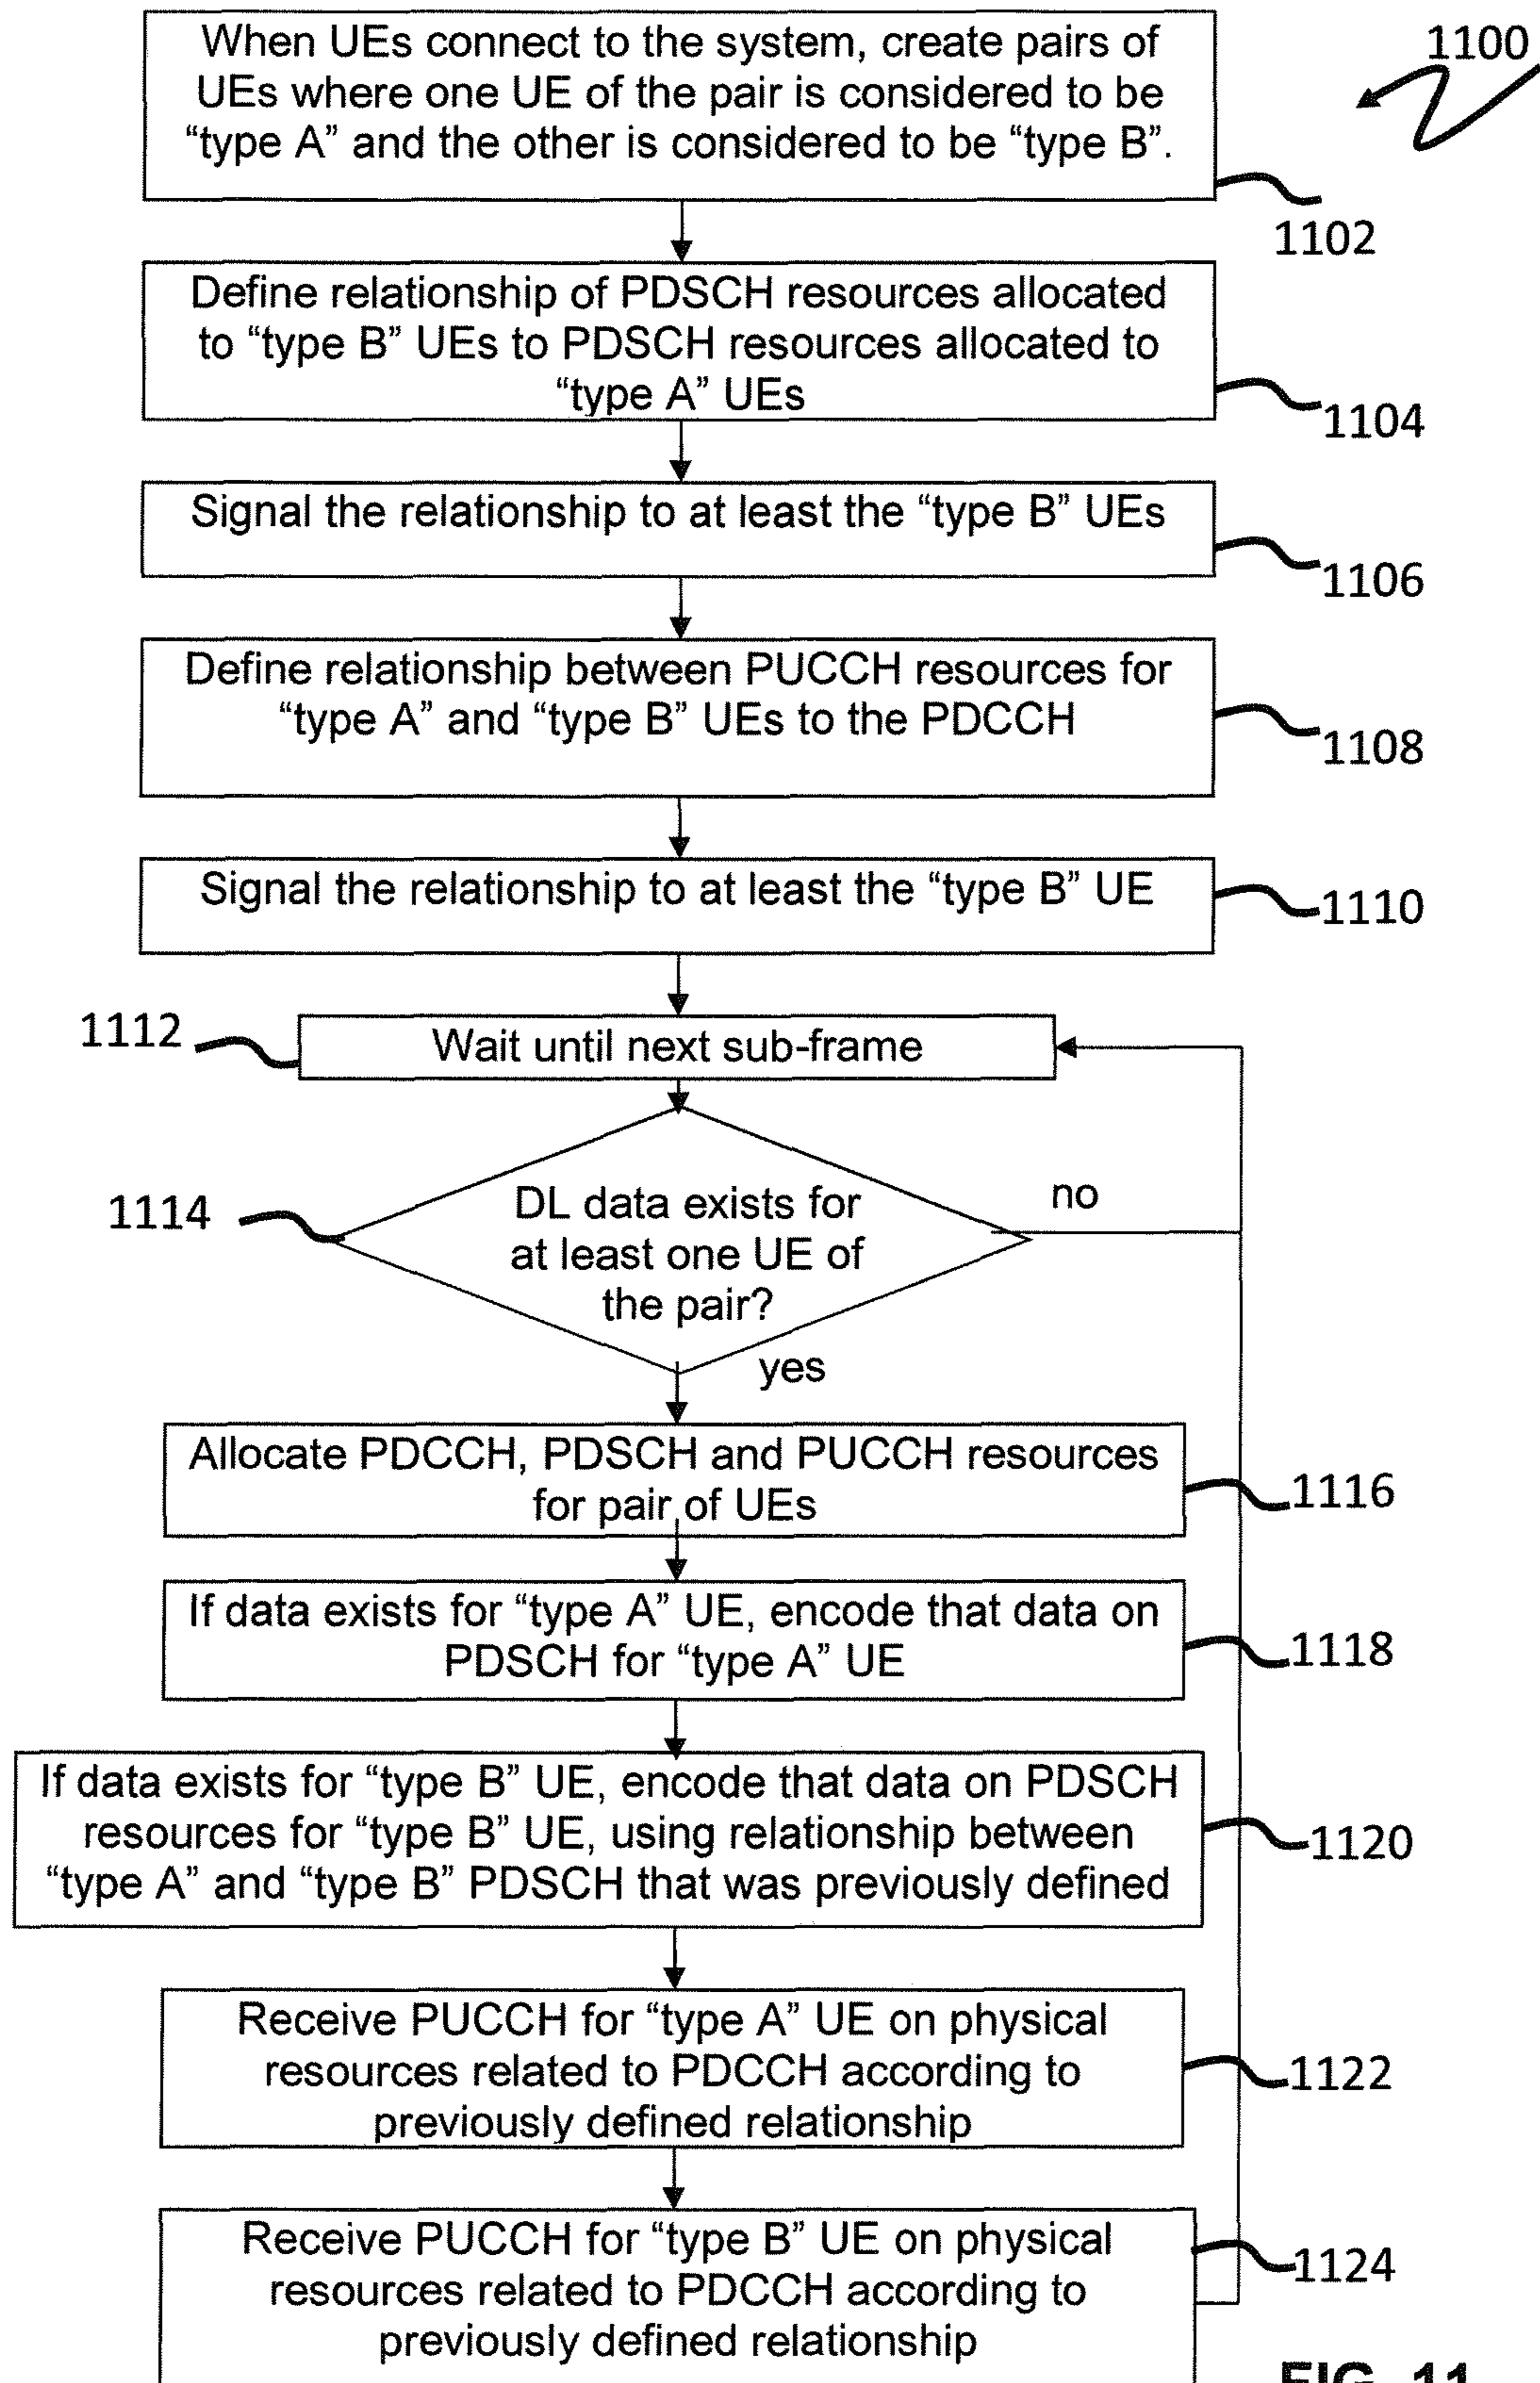 When UEs connect to the system, create pairs of
UEs where one UE of the pair is considered to be
“type A” and the other is considered to be “type B”.
1100
1102
Define relationship of PDSCH resources allocated
to “type B” UEs to PDSCH resources allocated to
“type A” UEs
1104
Signal the relationship to at least the “type B” UEs
1106
Define relationship between PUCCH resources for
“type A” and “type B” UEs to the PDCCH
1108
Signal the relationship to at least the “type B” UE
1110
1112
Wait until next sub-frame
1114
DL data exists for
at least one UE of
the pair?
no
yes
Allocate PDCCH, PDSCH and PUCCH resources
for pair of UEs
1116
If data exists for “type A” UE, encode that data on
PDSCH for “type A” UE
1118
If data exists for “type B” UE, encode that data on PDSCH
resources for “type B” UE, using relationship between
“type A” and “type B” PDSCH that was previously defined
1120
Receive PUCCH for “type A” UE on physical
resources related to PDCCH according to
previously defined relationship
1122
Receive PUCCH for “type B” UE on physical
resources related to PDCCH according to
previously defined relationship
1124
FIG. 11